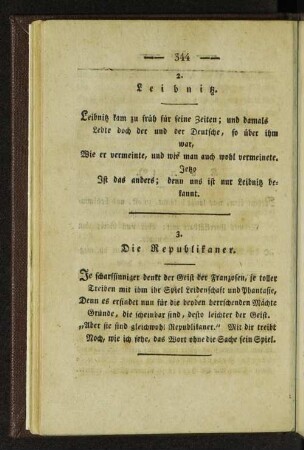 — 344 —
2.
Leibnitz.
Leibnitz kam zu früh für seine Zeiten; und damals
Lebte doch der und der Deutsche, so über ihm
war,
Wie er vermeinte, und wir man auch wohl vermeinete.
Jetzo
Ist das anders; denn uns ist nur Leibnitz be-
kannt.
3.
Die Republikaner.
Je scharfsinniger denkt der Geist der Franzosen, je toller
Treiben mit ihm ihr Spiel Leidenschaft und Phantasie,
Denn es erfindet nun für die beyden herrschenden Mächte
Gründe, die scheinbar sind, desto leichter der Geist.
„Aber sie sind gleichwohl Republikaner.“ Mit dir treibt
Noch, wie ich sehe, das Wort ohne die Sache sein Spiel.